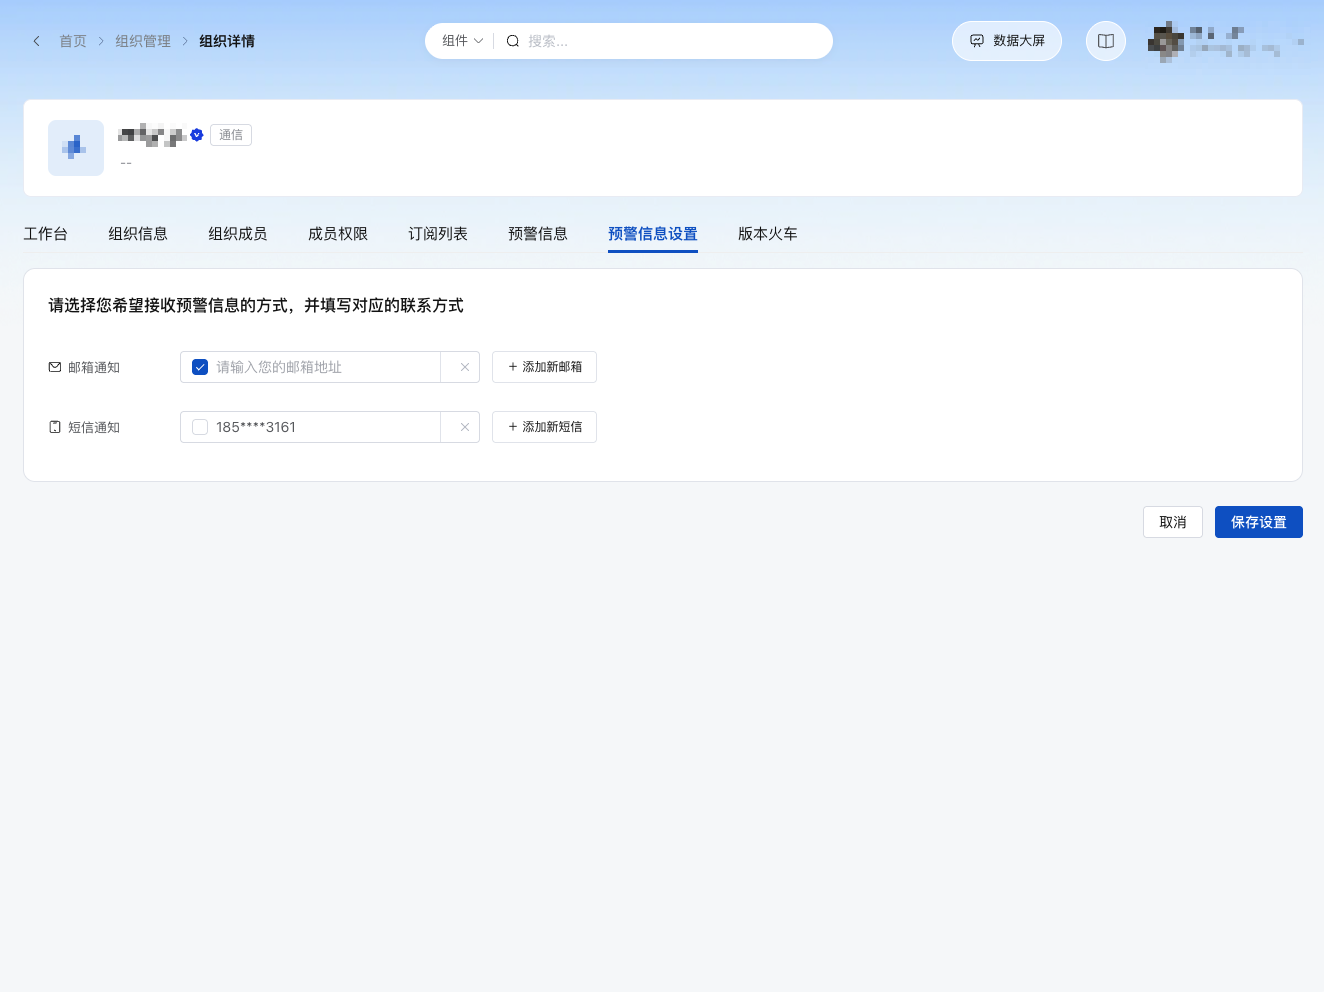 首页 > 组织管理 > 组织详情
组件
搜索...
数据大屏
通信
--
工作台 组织信息 组织成员 成员权限 订阅列表 预警信息 预警信息设置 版本火车
请选择您希望接收预警信息的方式，并填写对应的联系方式
邮箱通知 请输入您的邮箱地址 + 添加新邮箱
短信通知 185****3161 + 添加新短信
取消 保存设置